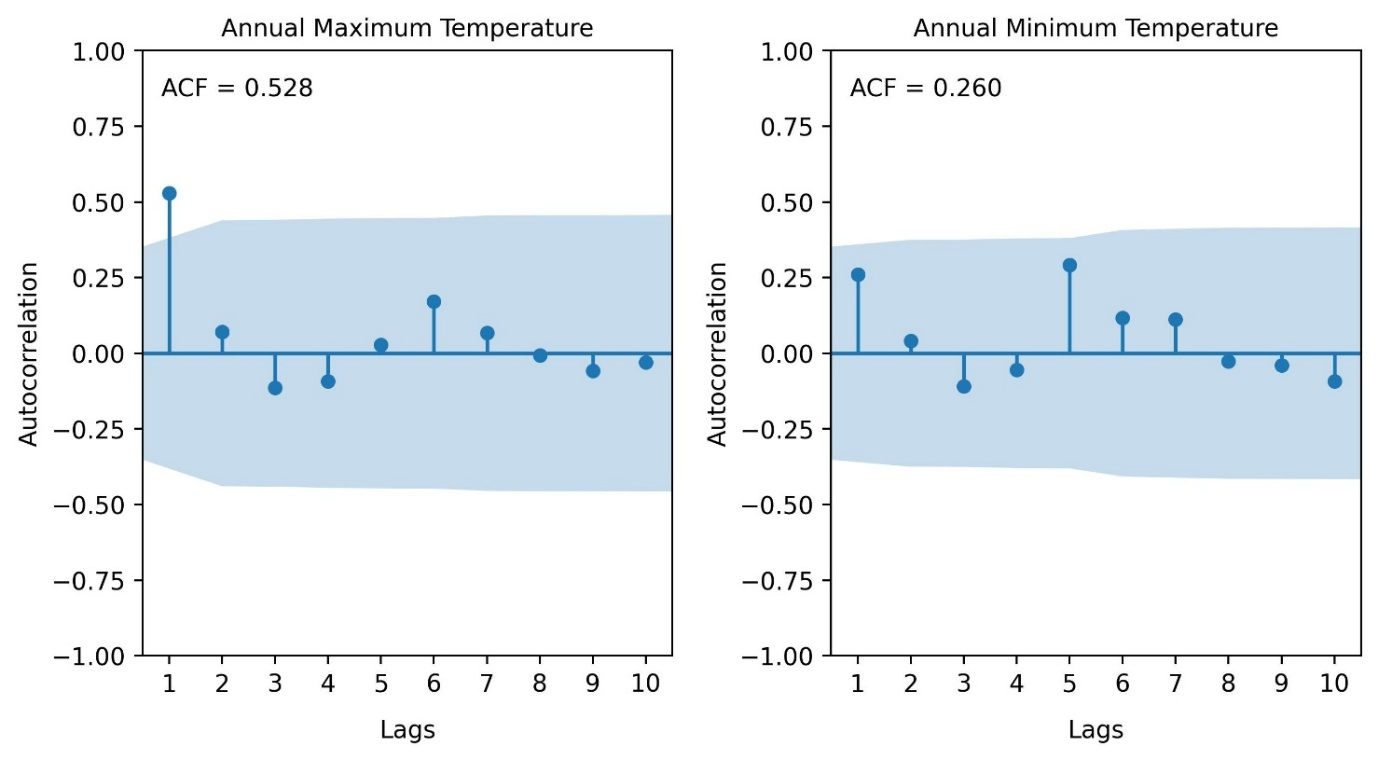 Annual Maximum Temperature
ACF = 0.528
1.00
0.75
0.50
0.25
0.00
−0.25
−0.50
−0.75
−1.00
Autocorrelation
1 2 3 4 5 6 7 8 9 10
Lags
Annual Minimum Temperature
ACF = 0.260
1.00
0.75
0.50
0.25
0.00
−0.25
−0.50
−0.75
−1.00
Autocorrelation
1 2 3 4 5 6 7 8 9 10
Lags